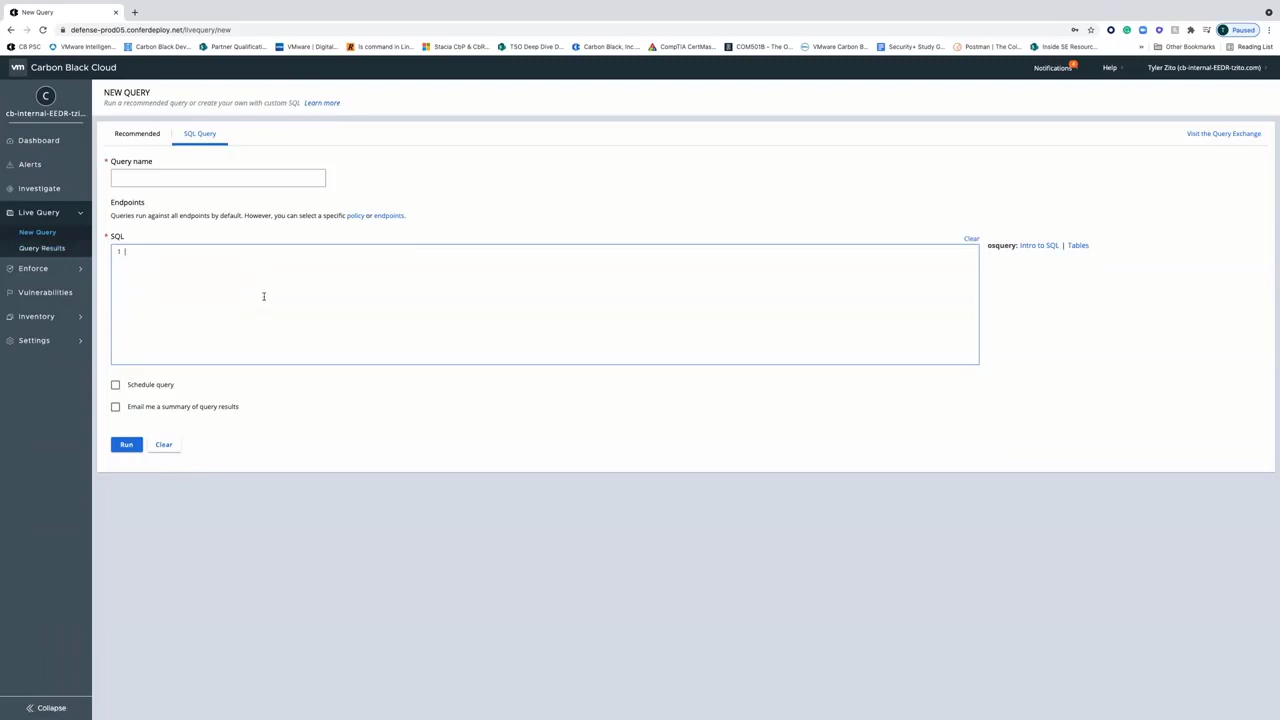 New Query
defense-prod05.conferdeploy.net/livequery/new
Paused
CB PSC
VMware Intelligen...
Carbon Black Dev...
Partner Qualificati...
VMware | Digital...
ls command in Lin...
Stacia CbP & CbR...
TSO Deep Dive D...
Carbon Black, Inc....
CompTIA CertMas...
COM501B - The O...
VMware Carbon B...
Security+ Study G...
Postman | The Col...
Inside SE Resourc...
»
Other Bookmarks
Reading List
vm
Carbon Black Cloud
Notifications
Help
Tyler Zito (cb-internal-EEDR-tzito.com)
C
cb-internal-EEDR-tzi...
Dashboard
Alerts
Investigate
Live Query
New Query
Query Results
Enforce
Vulnerabilities
Inventory
Settings
Collapse
NEW QUERY
Run a recommended query or create your own with custom SQL Learn more
Recommended
SQL Query
Visit the Query Exchange
* Query name
Endpoints
Queries run against all endpoints by default. However, you can select a specific policy or endpoints.
* SQL
Clear
1
osquery: Intro to SQL | Tables
Schedule query
Email me a summary of query results
Run
Clear